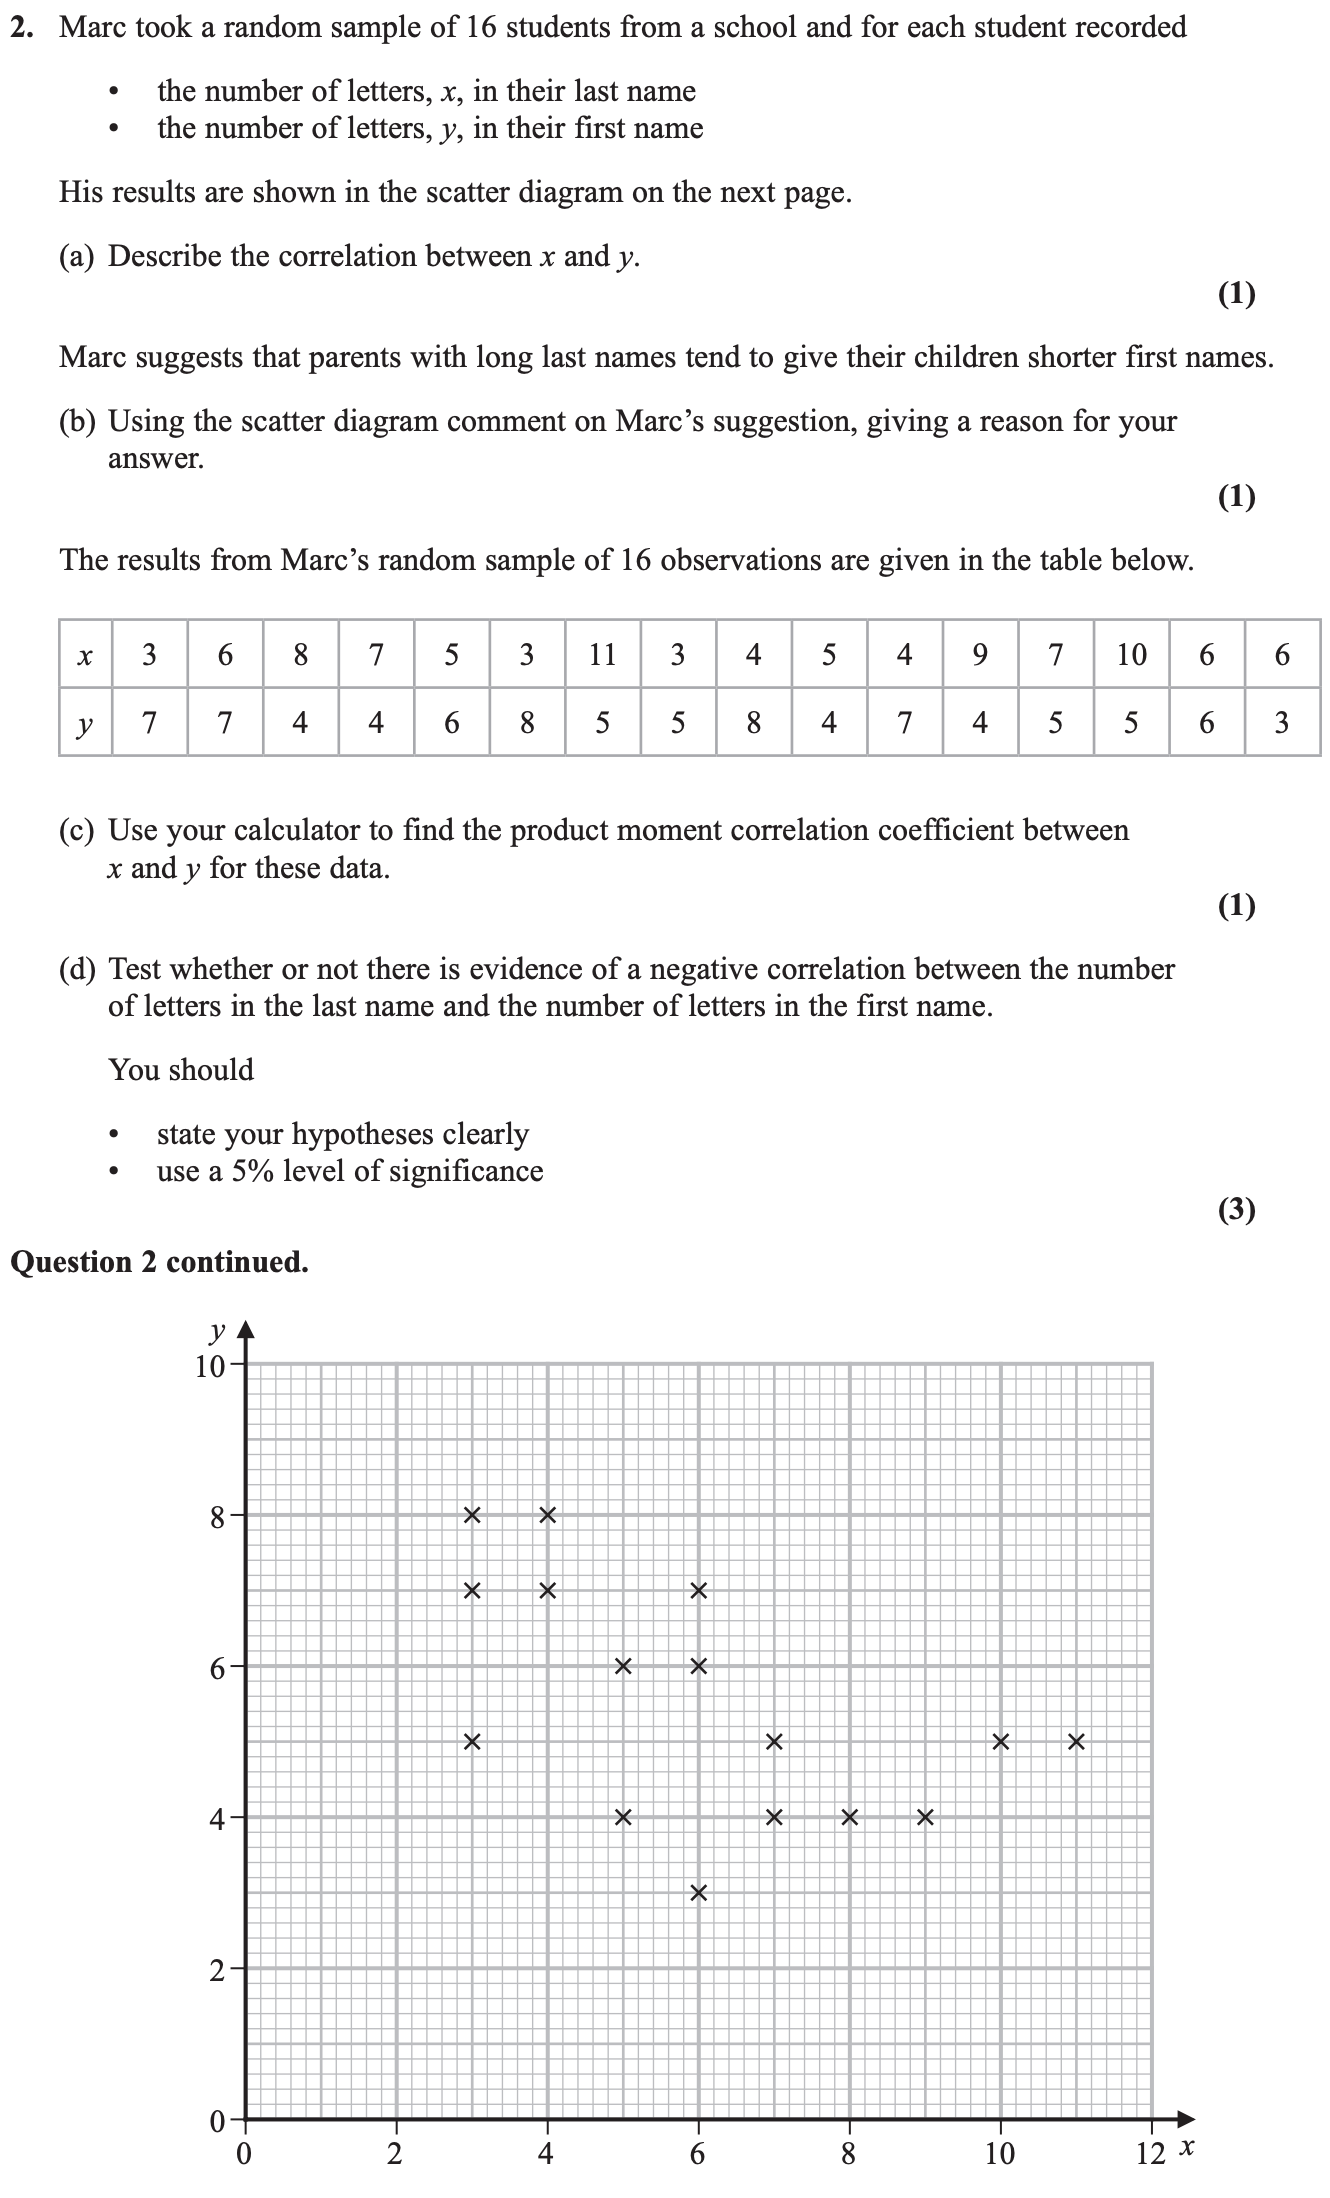 2. Marc took a random sample of 16 students from a school and for each student recorded
• the number of letters, x, in their last name
• the number of letters, y, in their first name
His results are shown in the scatter diagram on the next page.
(a) Describe the correlation between x and y.
(1)
Marc suggests that parents with long last names tend to give their children shorter first names.
(b) Using the scatter diagram comment on Marc’s suggestion, giving a reason for your
answer.
(1)
The results from Marc’s random sample of 16 observations are given in the table below.
x 3 6 8 7 5 3 11 3 4 5 4 9 7 10 6 6
y 7 7 4 4 6 8 5 5 8 4 7 4 5 5 6 3
(c) Use your calculator to find the product moment correlation coefficient between
x and y for these data.
(1)
(d) Test whether or not there is evidence of a negative correlation between the number
of letters in the last name and the number of letters in the first name.
You should
• state your hypotheses clearly
• use a 5% level of significance
(3)
Question 2 continued.
y
10
8
6
4
2
0
0 2 4 6 8 10 12 x